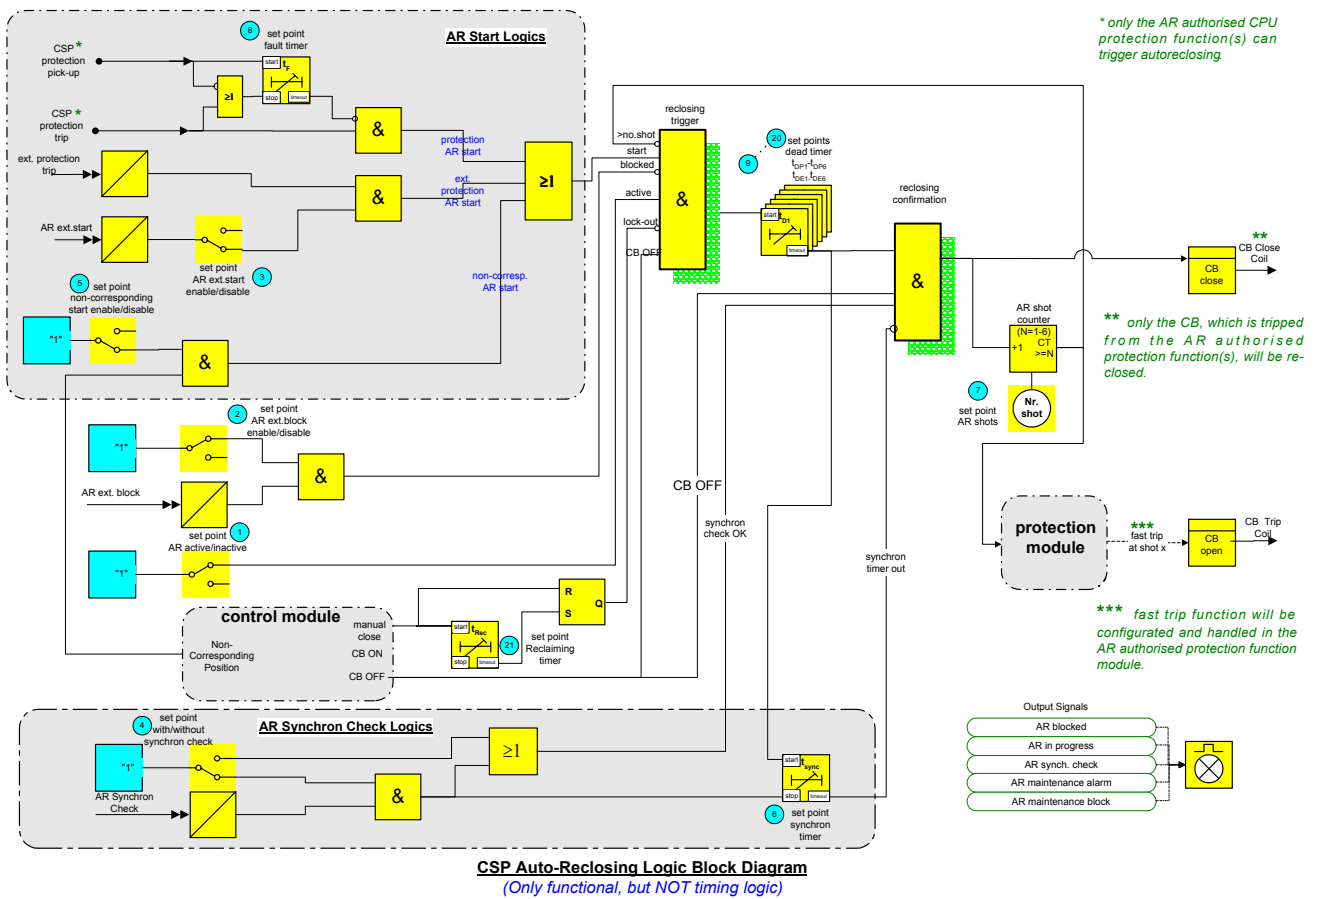 AR Start Logics
8
set point
fault timer
CSP *
protection
pick-up
start
tF
stop
timeout
≥1
CSP *
protection
trip
&
protection
AR start
ext. protection
trip
&
ext.
protection
AR start
≥1
AR ext.start
set point
AR ext.start
enable/disable
3
non-corresp.
AR start
5
set point
non-corresponding
start enable/disable
"1"
&
* only the AR authorised CPU
protection function(s) can
trigger autoreclosing.
reclosing
trigger
>no.shot
start
blocked
active
lock-out
CB OFF
&
20
9
set points
dead timer
tDP1-tDP6
tDE1-tDE6
start
tD1
timeout
reclosing
confirmation
&
**
CB Close
Coil
CB
close
AR shot
counter
(N=1-6)
+1
CT
>=N
7
set point
AR shots
Nr.
shot
** only the CB, which is tripped
from the AR authorised
protection function(s), will be re-
closed.
2
set point
AR ext.block
enable/disable
"1"
&
AR ext. block
set point
AR active/inactive
1
"1"
CB OFF
synchron
check OK
synchron
timer out
protection
module
***
fast trip
at shot x
CB
open
CB Trip
Coil
control module
manual
close
CB ON
CB OFF
Non-
Corresponding
Position
start
tRec
stop
timeout
21
set point
Reclaiming
timer
R
S
Q
*** fast trip function will be
configurated and handled in the
AR authorised protection function
module.
AR Synchron Check Logics
4
set point
with/without
synchron check
"1"
AR Synchron
Check
≥1
&
start
tsync
stop
timeout
6
set point
synchron
timer
Output Signals
AR blocked
AR in progress
AR synch. check
AR maintenance alarm
AR maintenance block
CSP Auto-Reclosing Logic Block Diagram
(Only functional, but NOT timing logic)